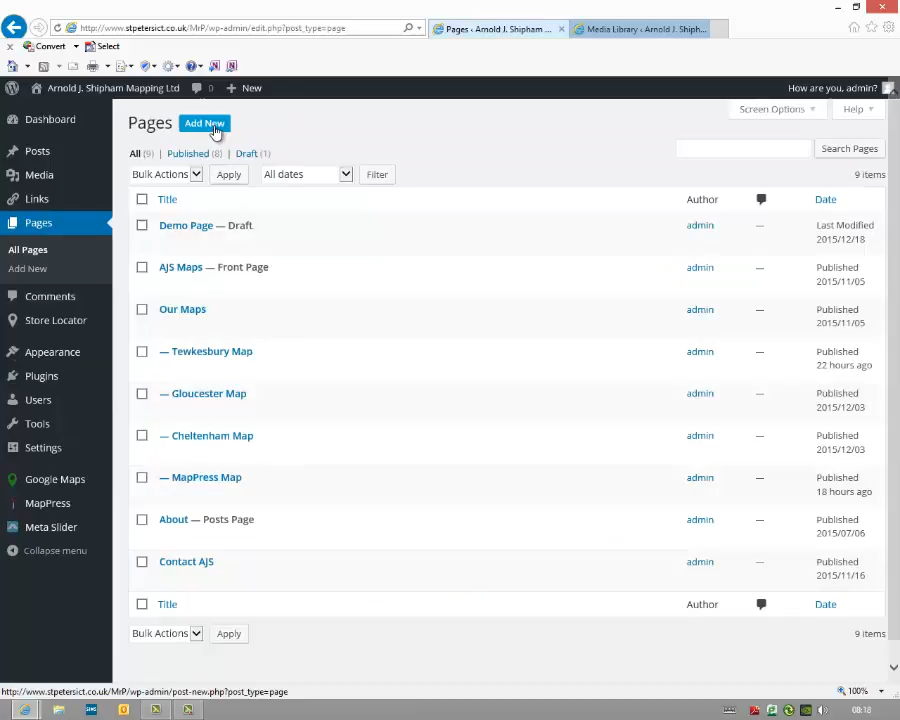 http://www.stpetersict.co.uk/MrP/wp-admin/edit.php?post_type=page
Pages ‹ Arnold J. Shipham ...
Media Library ‹ Arnold J. Shiph...
Convert
Select
Arnold J. Shipham Mapping Ltd
0
New
How are you, admin?
Dashboard
Posts
Media
Links
Pages
All Pages
Add New
Comments
Store Locator
Appearance
Plugins
Users
Tools
Settings
Google Maps
MapPress
Meta Slider
Collapse menu
Pages
Add New
Screen Options
Help
All (9) | Published (8) | Draft (1)
Search Pages
Bulk Actions
Apply
All dates
Filter
9 items
Title
Author
Date
Demo Page — Draft
admin
—
Last Modified
2015/12/18
AJS Maps — Front Page
admin
—
Published
2015/11/05
Our Maps
admin
—
Published
2015/11/05
— Tewkesbury Map
admin
—
Published
22 hours ago
— Gloucester Map
admin
—
Published
2015/12/03
— Cheltenham Map
admin
—
Published
2015/12/03
— MapPress Map
admin
—
Published
18 hours ago
About — Posts Page
admin
—
Published
2015/07/06
Contact AJS
admin
—
Published
2015/11/16
Title
Author
Date
Bulk Actions
Apply
9 items
http://www.stpetersict.co.uk/MrP/wp-admin/post-new.php?post_type=page
100%
SIMS
08:18